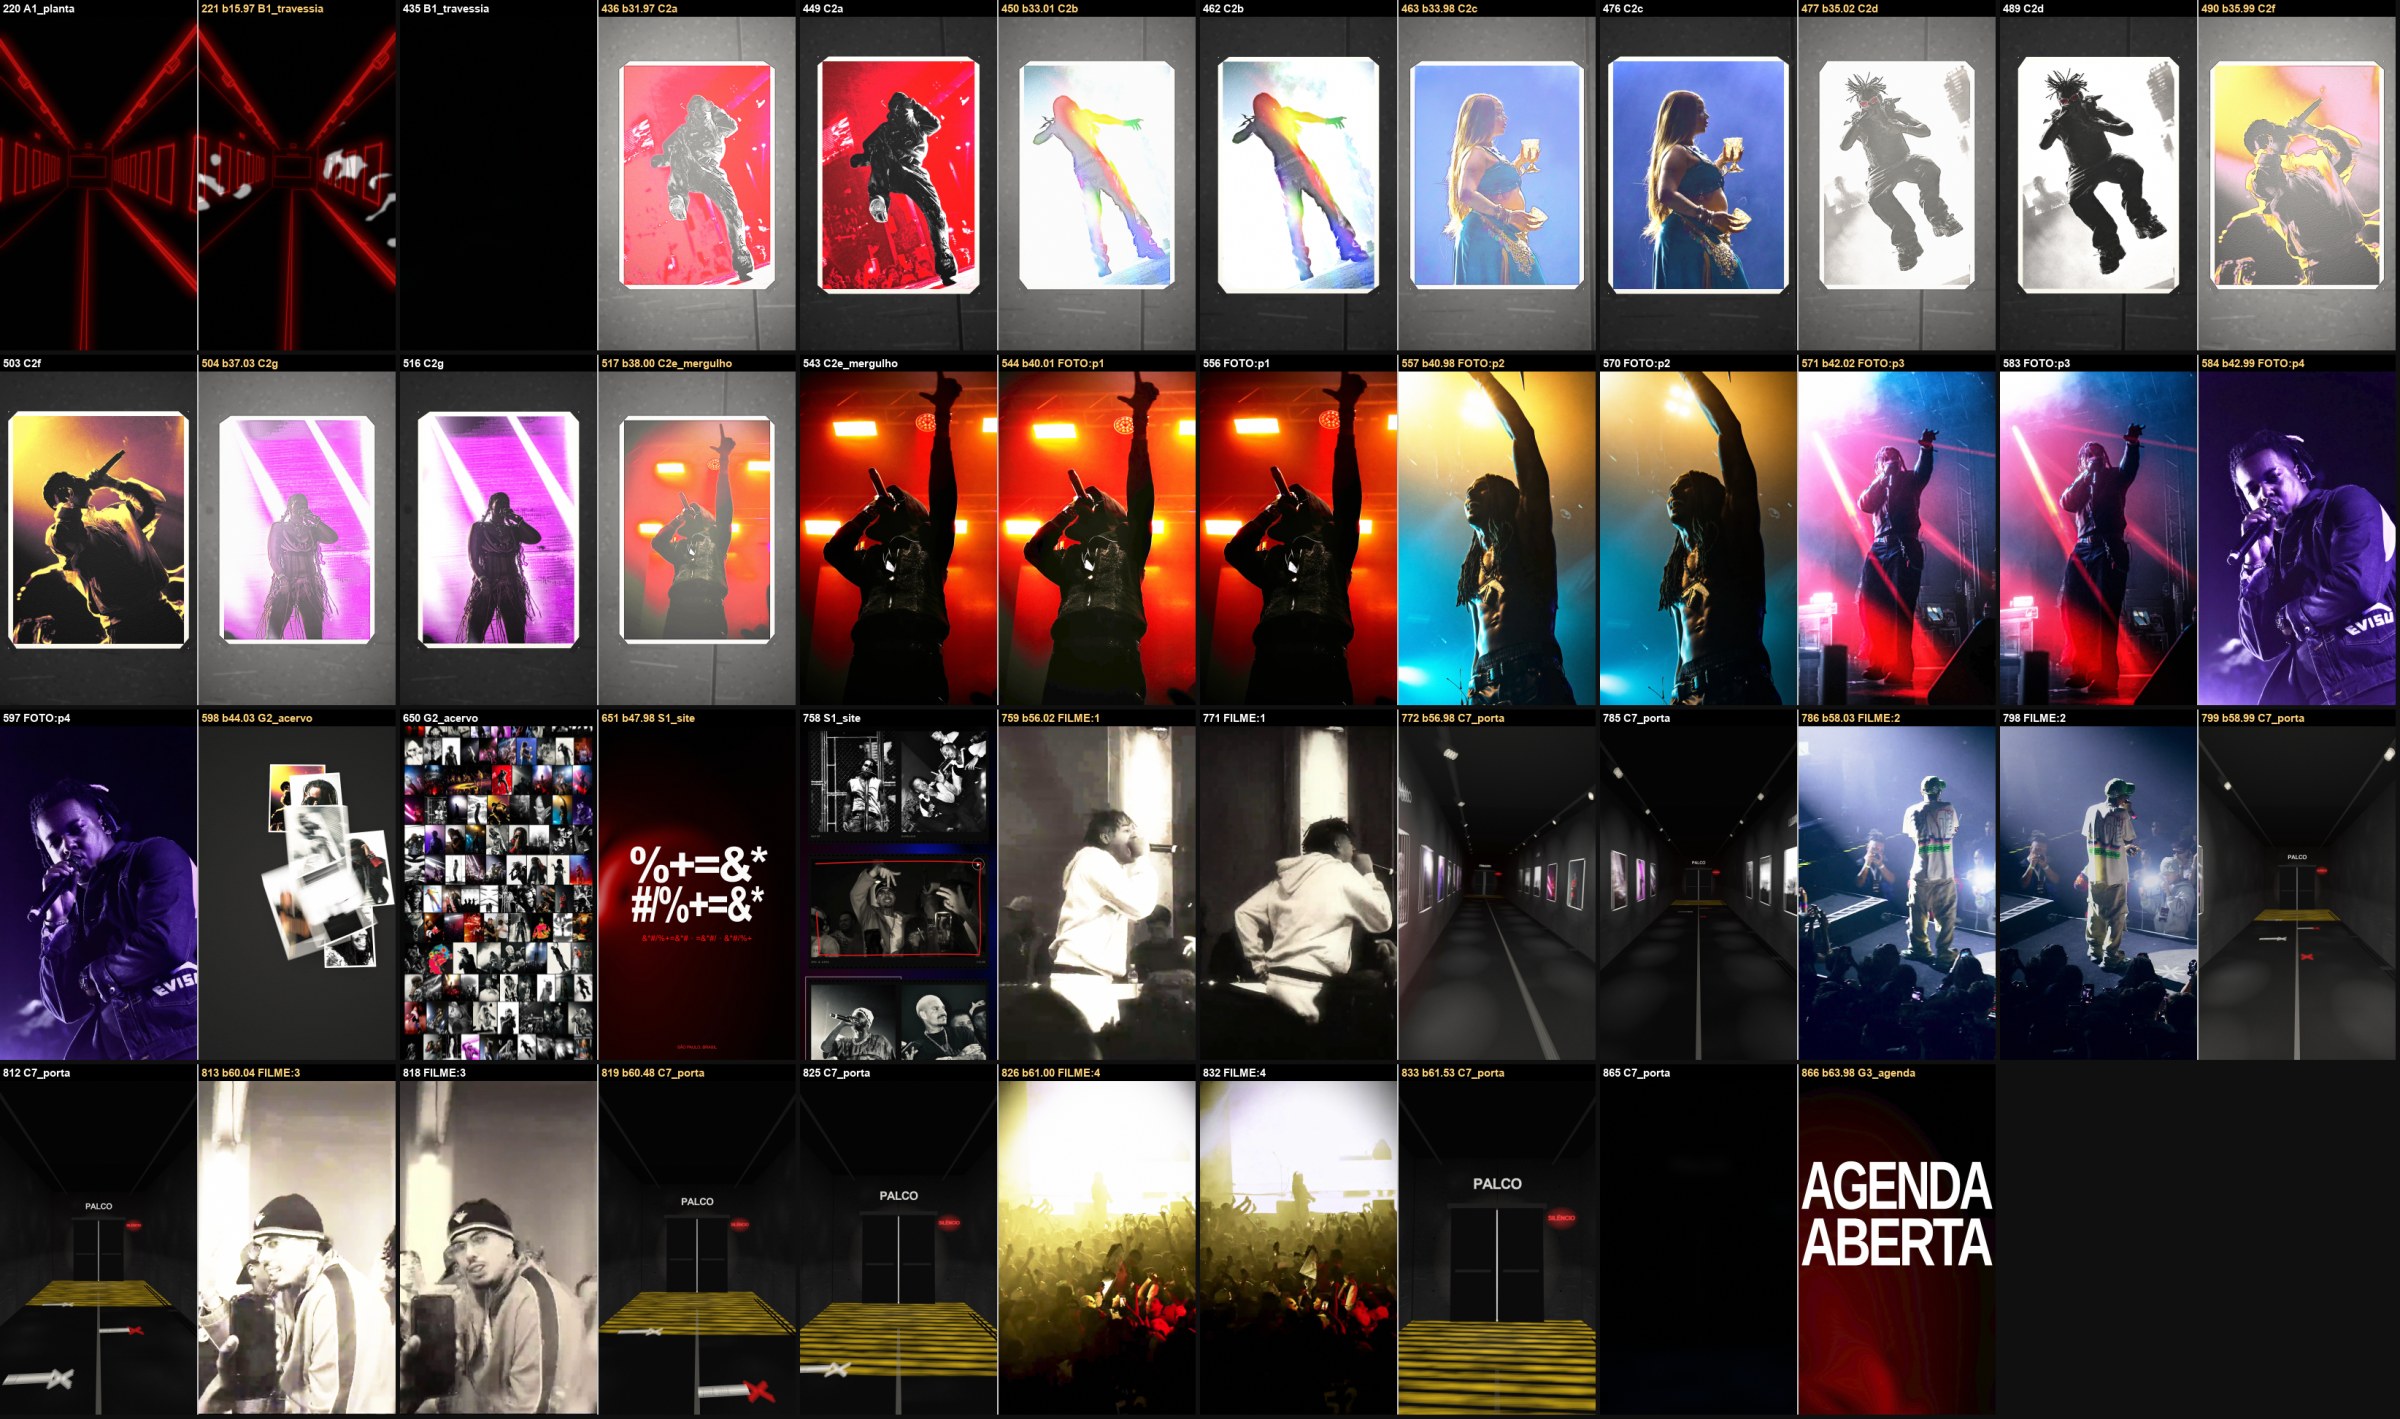 220 A1_planta
221 b15.97 B1_travessia
435 B1_travessia
436 b31.97 C2a
449 C2a
450 b33.01 C2b
462 C2b
463 b33.98 C2c
476 C2c
477 b35.02 C2d
489 C2d
490 b35.99 C2f
503 C2f
504 b37.03 C2g
516 C2g
517 b38.00 C2e_mergulho
543 C2e_mergulho
544 b40.01 FOTO:p1
556 FOTO:p1
557 b40.98 FOTO:p2
570 FOTO:p2
571 b42.02 FOTO:p3
583 FOTO:p3
584 b42.99 FOTO:p4
EVISU
597 FOTO:p4
EVISU
598 b44.03 G2_acervo
650 G2_acervo
651 b47.98 S1_site
%+=&*
#/%+=&*
SÃO PAULO, BRASIL
758 S1_site
759 b56.02 FILME:1
771 FILME:1
772 b56.98 C7_porta
785 C7_porta
PALCO
786 b58.03 FILME:2
798 FILME:2
799 b58.99 C7_porta
PALCO
812 C7_porta
PALCO
813 b60.04 FILME:3
818 FILME:3
819 b60.48 C7_porta
PALCO
SILÊNCIO
825 C7_porta
PALCO
SILÊNCIO
826 b61.00 FILME:4
832 FILME:4
833 b61.53 C7_porta
PALCO
SILÊNCIO
865 C7_porta
866 b63.98 G3_agenda
AGENDA
ABERTA